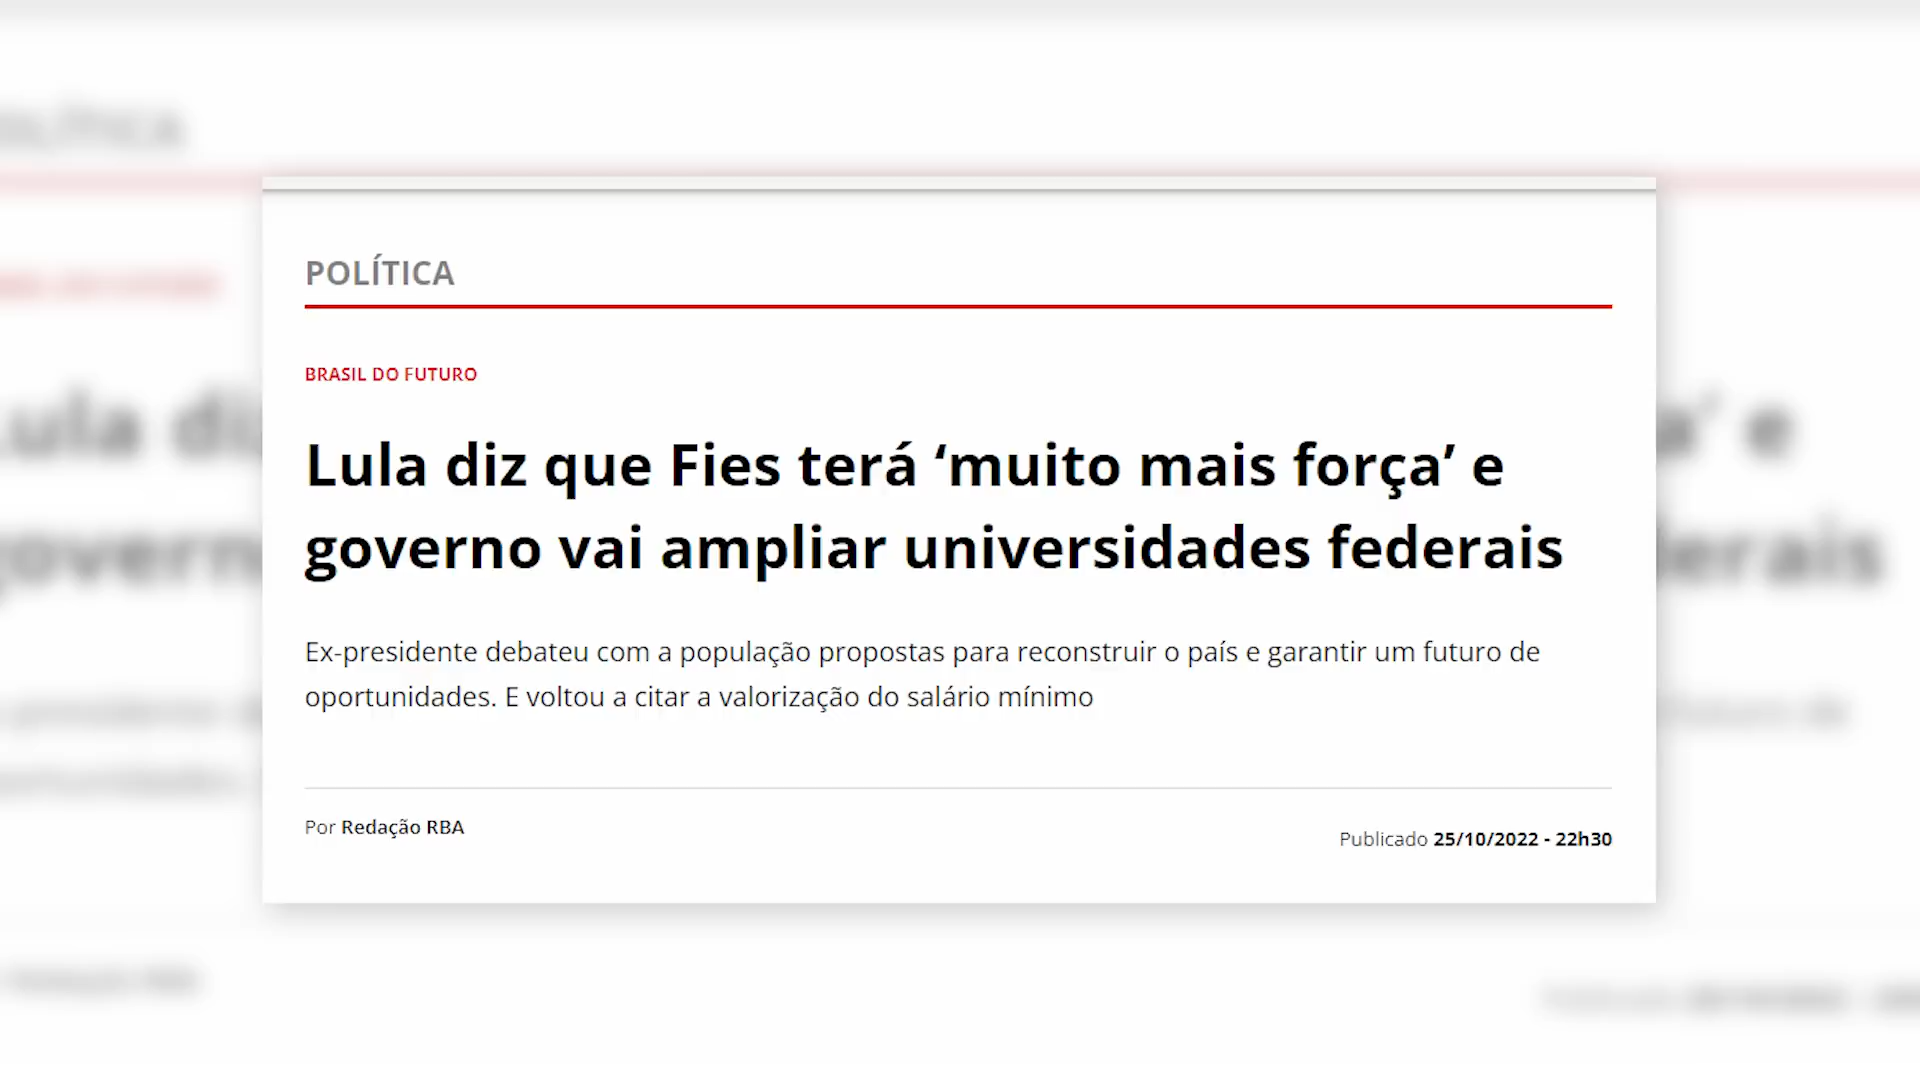 POLÍTICA
BRASIL DO FUTURO
Lula diz que Fies terá ‘muito mais força’ e
governo vai ampliar universidades federais
Ex-presidente debateu com a população propostas para reconstruir o país e garantir um futuro de
oportunidades. E voltou a citar a valorização do salário mínimo
Por Redação RBA
Publicado 25/10/2022 - 22h30